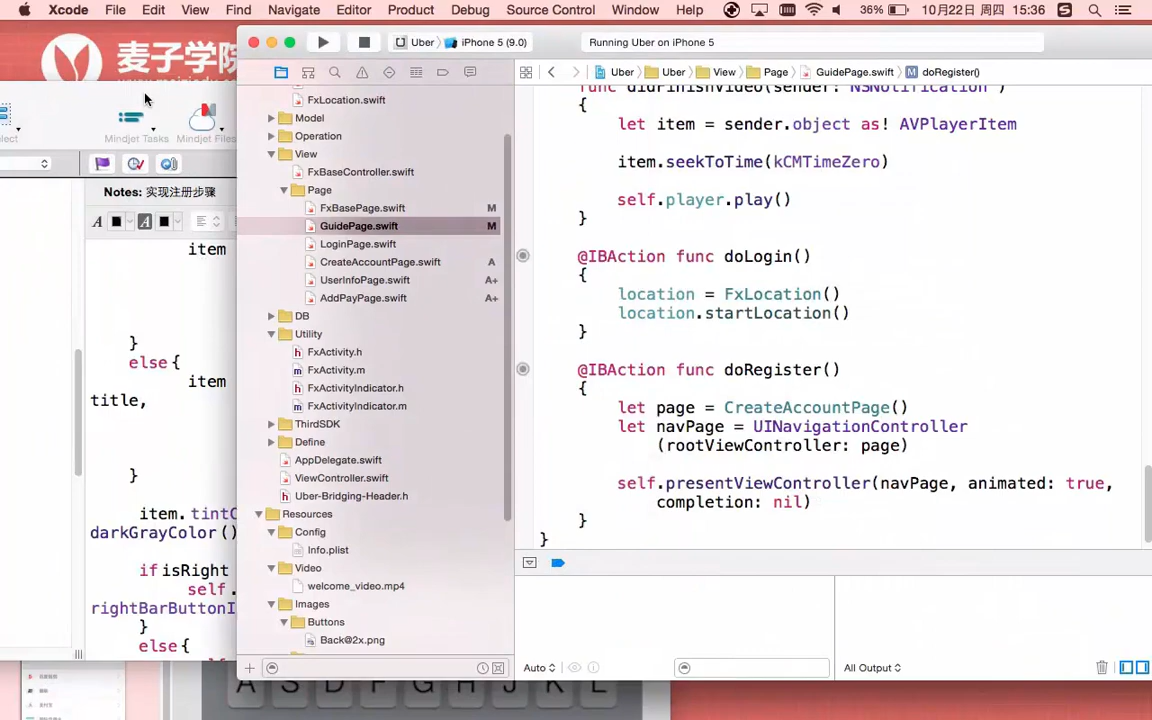 Xcode File Edit View Find Navigate Editor Product Debug Source Control Window Help 36% 10月22日 周四 15:36
麦子学院
Uber iPhone 5 (9.0) Running Uber on iPhone 5
Uber Uber View Page GuidePage.swift M doRegister()
Mindjet Tasks Mindjet Files
Notes: 实现注册步骤
A A
item
}
else{
item
title,
}
item.tintC
darkGrayColor()
if isRight
self.
rightBarButtonI
}
else{
FxLocation.swift
Model
Operation
View
FxBaseController.swift
Page
FxBasePage.swift M
GuidePage.swift M
LoginPage.swift
CreateAccountPage.swift A
UserInfoPage.swift A+
AddPayPage.swift A+
DB
Utility
FxActivity.h
FxActivity.m
FxActivityIndicator.h
FxActivityIndicator.m
ThirdSDK
Define
AppDelegate.swift
ViewController.swift
Uber-Bridging-Header.h
Resources
Config
Info.plist
Video
welcome_video.mp4
Images
Buttons
Back@2x.png
func didFinishVideo(sender: NSNotification
{
let item = sender.object as! AVPlayerItem
item.seekToTime(kCMTimeZero)
self.player.play()
}
@IBAction func doLogin()
{
location = FxLocation()
location.startLocation()
}
@IBAction func doRegister()
{
let page = CreateAccountPage()
let navPage = UINavigationController
(rootViewController: page)
self.presentViewController(navPage, animated: true,
completion: nil)
}
}
Auto All Output
A S D F G H J K L